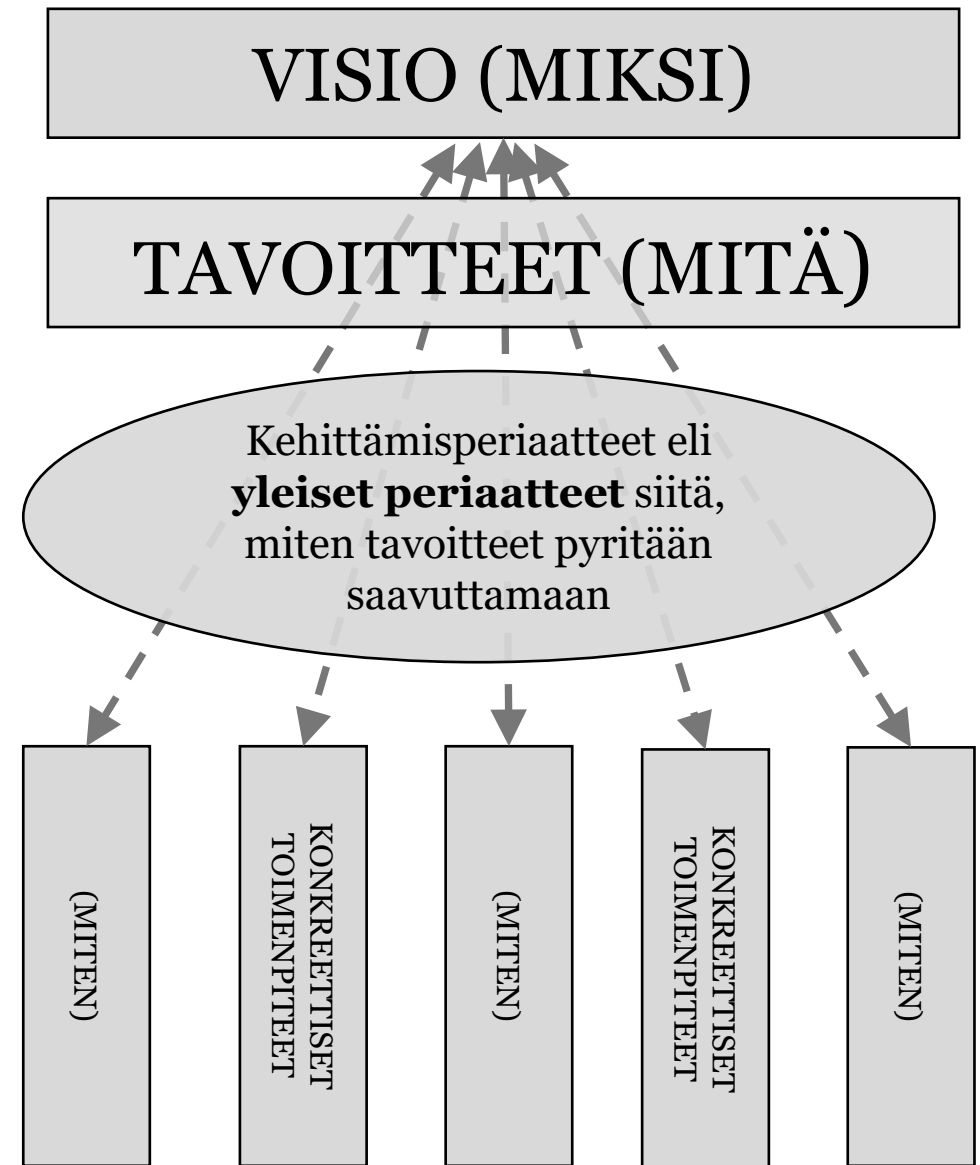 VISIO (MIKSI)
TAVOITTEET (MITÄ)
Kehittämisperiaatteet eli
yleiset periaatteet siitä,
miten tavoitteet pyritään
saavuttamaan
(MITEN)
KONKREETTISET
TOIMENPITEET
(MITEN)
KONKREETTISET
TOIMENPITEET
(MITEN)